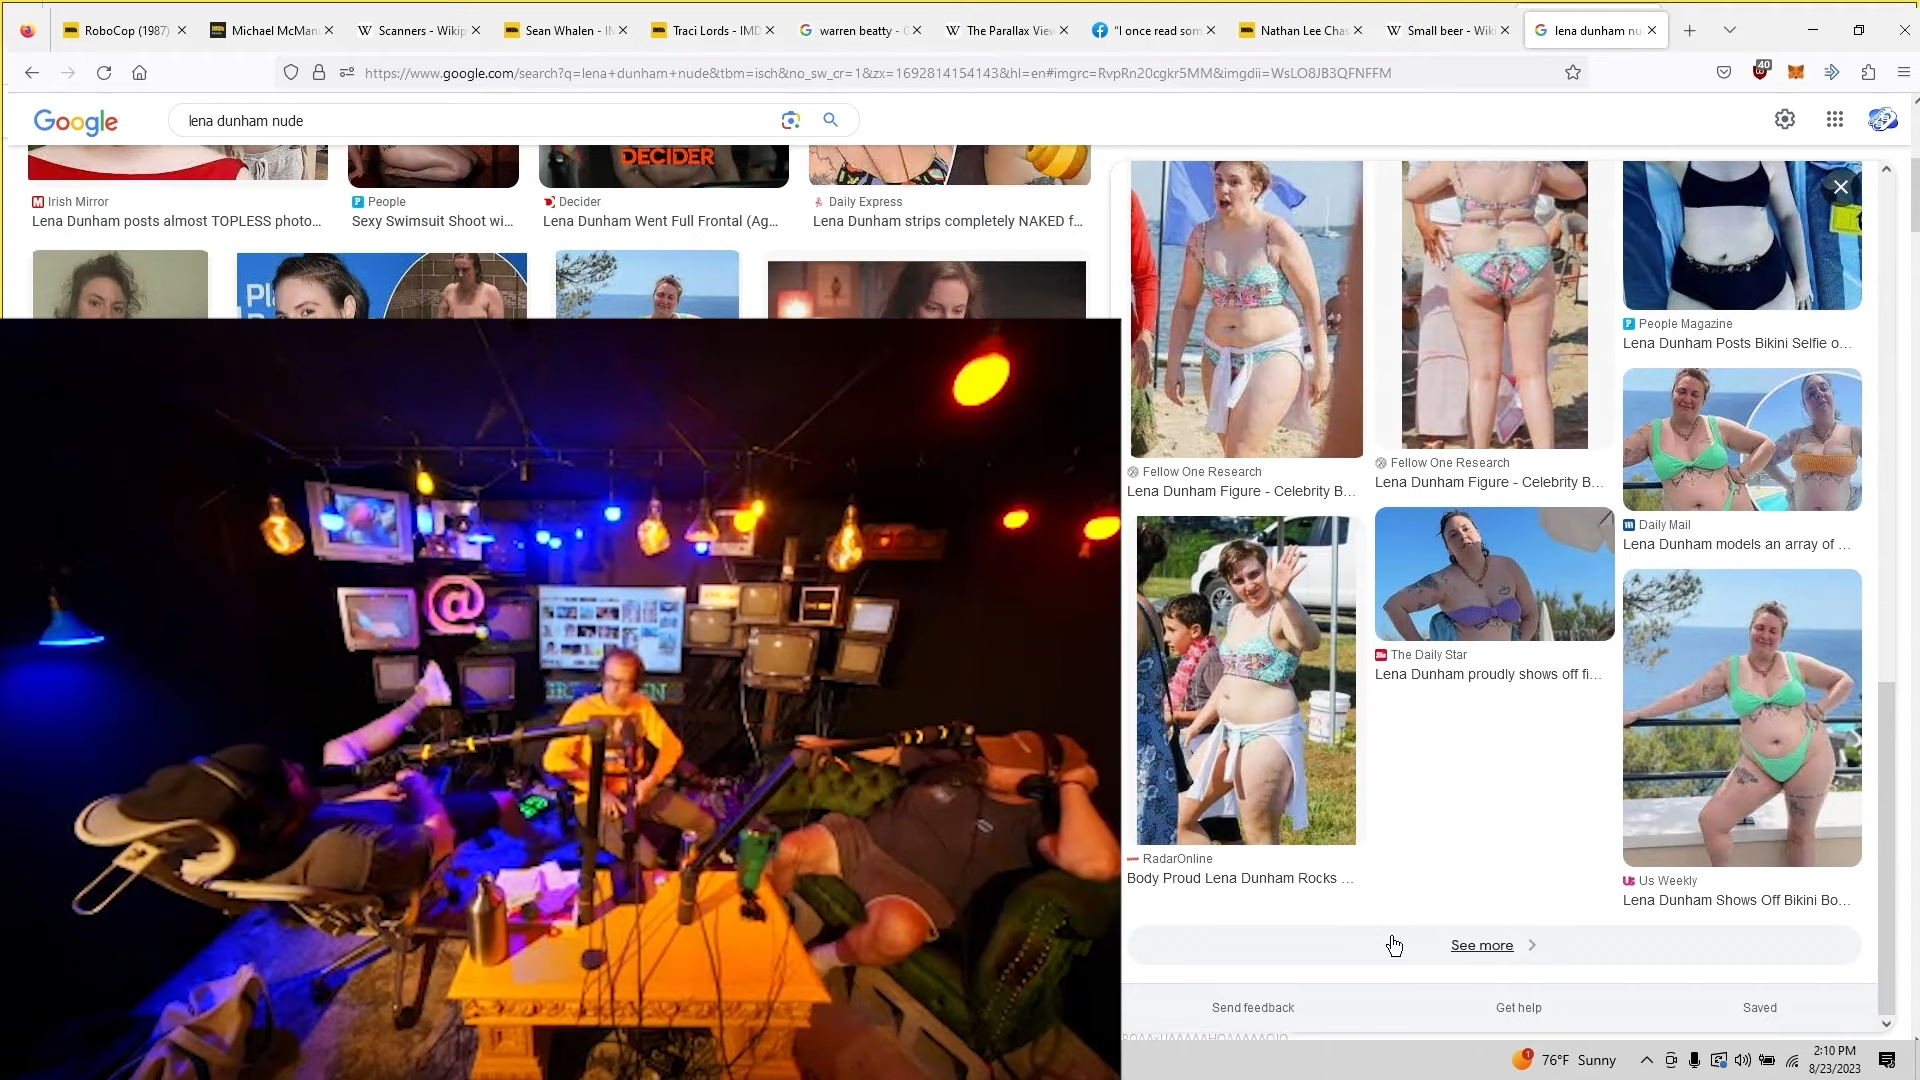 RoboCop (1987)
Michael McMan
Scanners - Wikip
Sean Whalen - IM
Traci Lords - IMD
warren beatty - G
The Parallax View
"I once read som
Nathan Lee Chas
Small beer - Wiki
lena dunham nu
https://www.google.com/search?q=lena+dunham+nude&tbm=isch&no_sw_cr=1&zx=1692814154143&hl=en#imgrc=RvpRn20cgkr5MM&imgdii=WsLO8JB3QFNFFM
40
Google
lena dunham nude
DECIDER
Irish Mirror
People
Decider
Daily Express
Lena Dunham posts almost TOPLESS photo...
Sexy Swimsuit Shoot wi...
Lena Dunham Went Full Frontal (Ag...
Lena Dunham strips completely NAKED f...
@
People Magazine
Lena Dunham Posts Bikini Selfie o...
Fellow One Research
Lena Dunham Figure - Celebrity B...
Fellow One Research
Lena Dunham Figure - Celebrity B...
Daily Mail
Lena Dunham models an array of ...
The Daily Star
Lena Dunham proudly shows off fi...
RadarOnline
Body Proud Lena Dunham Rocks ...
Us Weekly
Lena Dunham Shows Off Bikini Bo...
See more
Send feedback
Get help
Saved
1
76°F Sunny
2:10 PM
8/23/2023